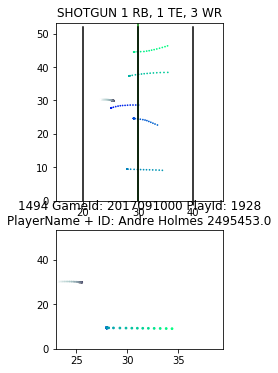 SHOTGUN 1 RB, 1 TE, 3 WR
50
40
30
20
10
0
20 30 40
1494 GameId: 2017091000 PlayId: 1928
PlayerName + ID: Andre Holmes 2495453.0
40
20
0
25 30 35